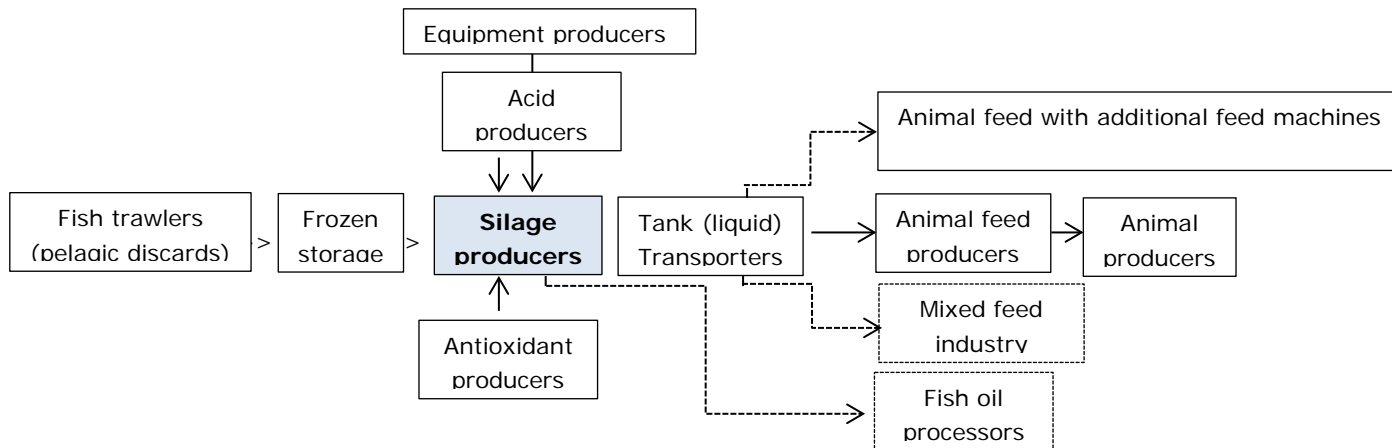 Equipment producers
Acid
producers
Animal feed with additional feed machines
Fish trawlers
(pelagic discards)
>
Frozen
storage
>
Silage
producers
Tank (liquid)
Transporters
Animal feed
producers
Animal
producers
Antioxidant
producers
Mixed feed
industry
Fish oil
processors